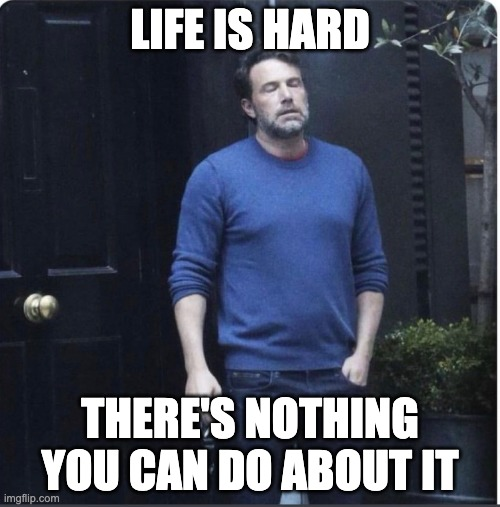 LIFE IS HARD
THERE'S NOTHING
YOU CAN DO ABOUT IT
imgflip.com